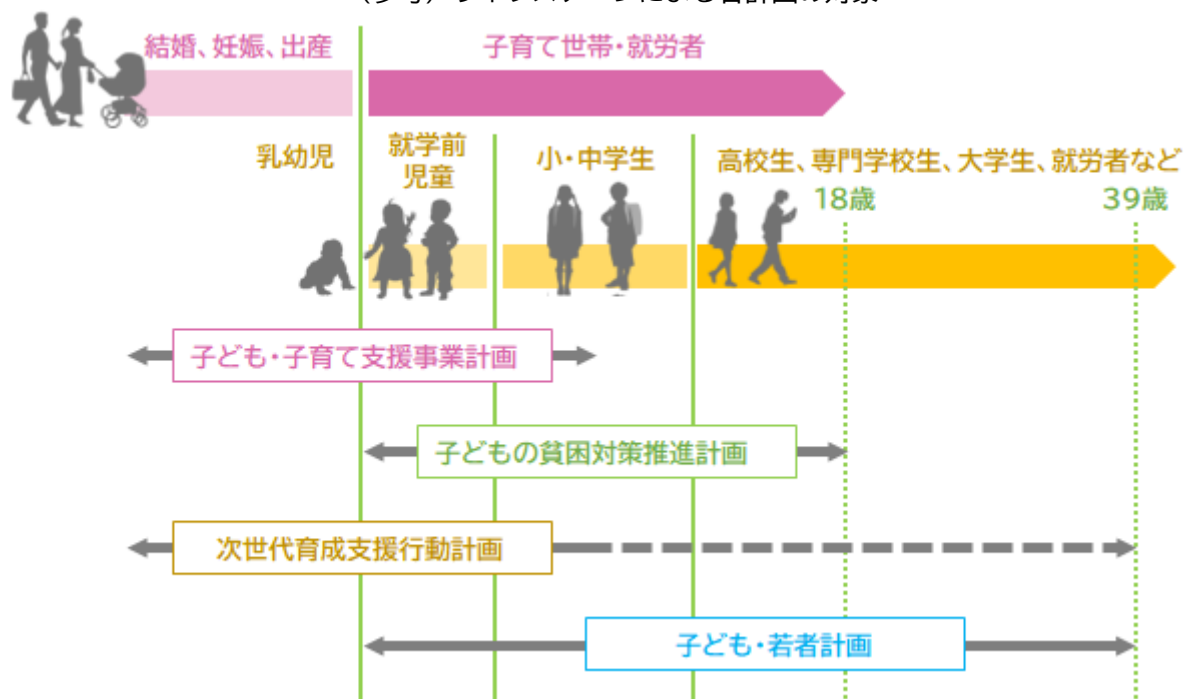 結婚、妊娠、出産
子育て世帯・就労者
乳幼児
就学前
児童
小・中学生
高校生、専門学校生、大学生、就労者など
18歳
39歳
子ども・子育て支援事業計画
子どもの貧困対策推進計画
次世代育成支援行動計画
子ども・若者計画